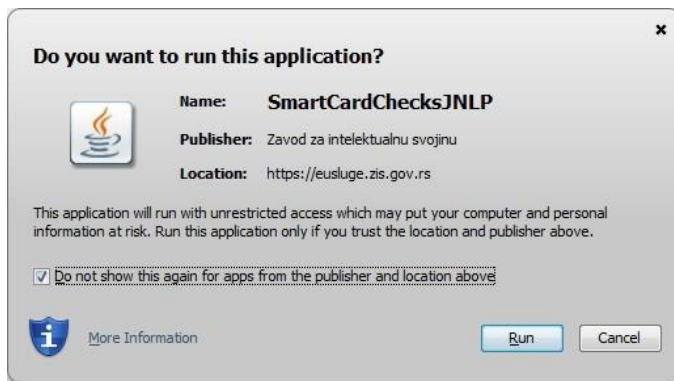 Do you want to run this application?
Name: SmartCardChecksJNLP
Publisher: Zavod za intelektualnu svojinu
Location: https://eusluge.zis.gov.rs
This application will run with unrestricted access which may put your computer and personal
information at risk. Run this application only if you trust the location and publisher above.
Do not show this again for apps from the publisher and location above
More Information Run Cancel